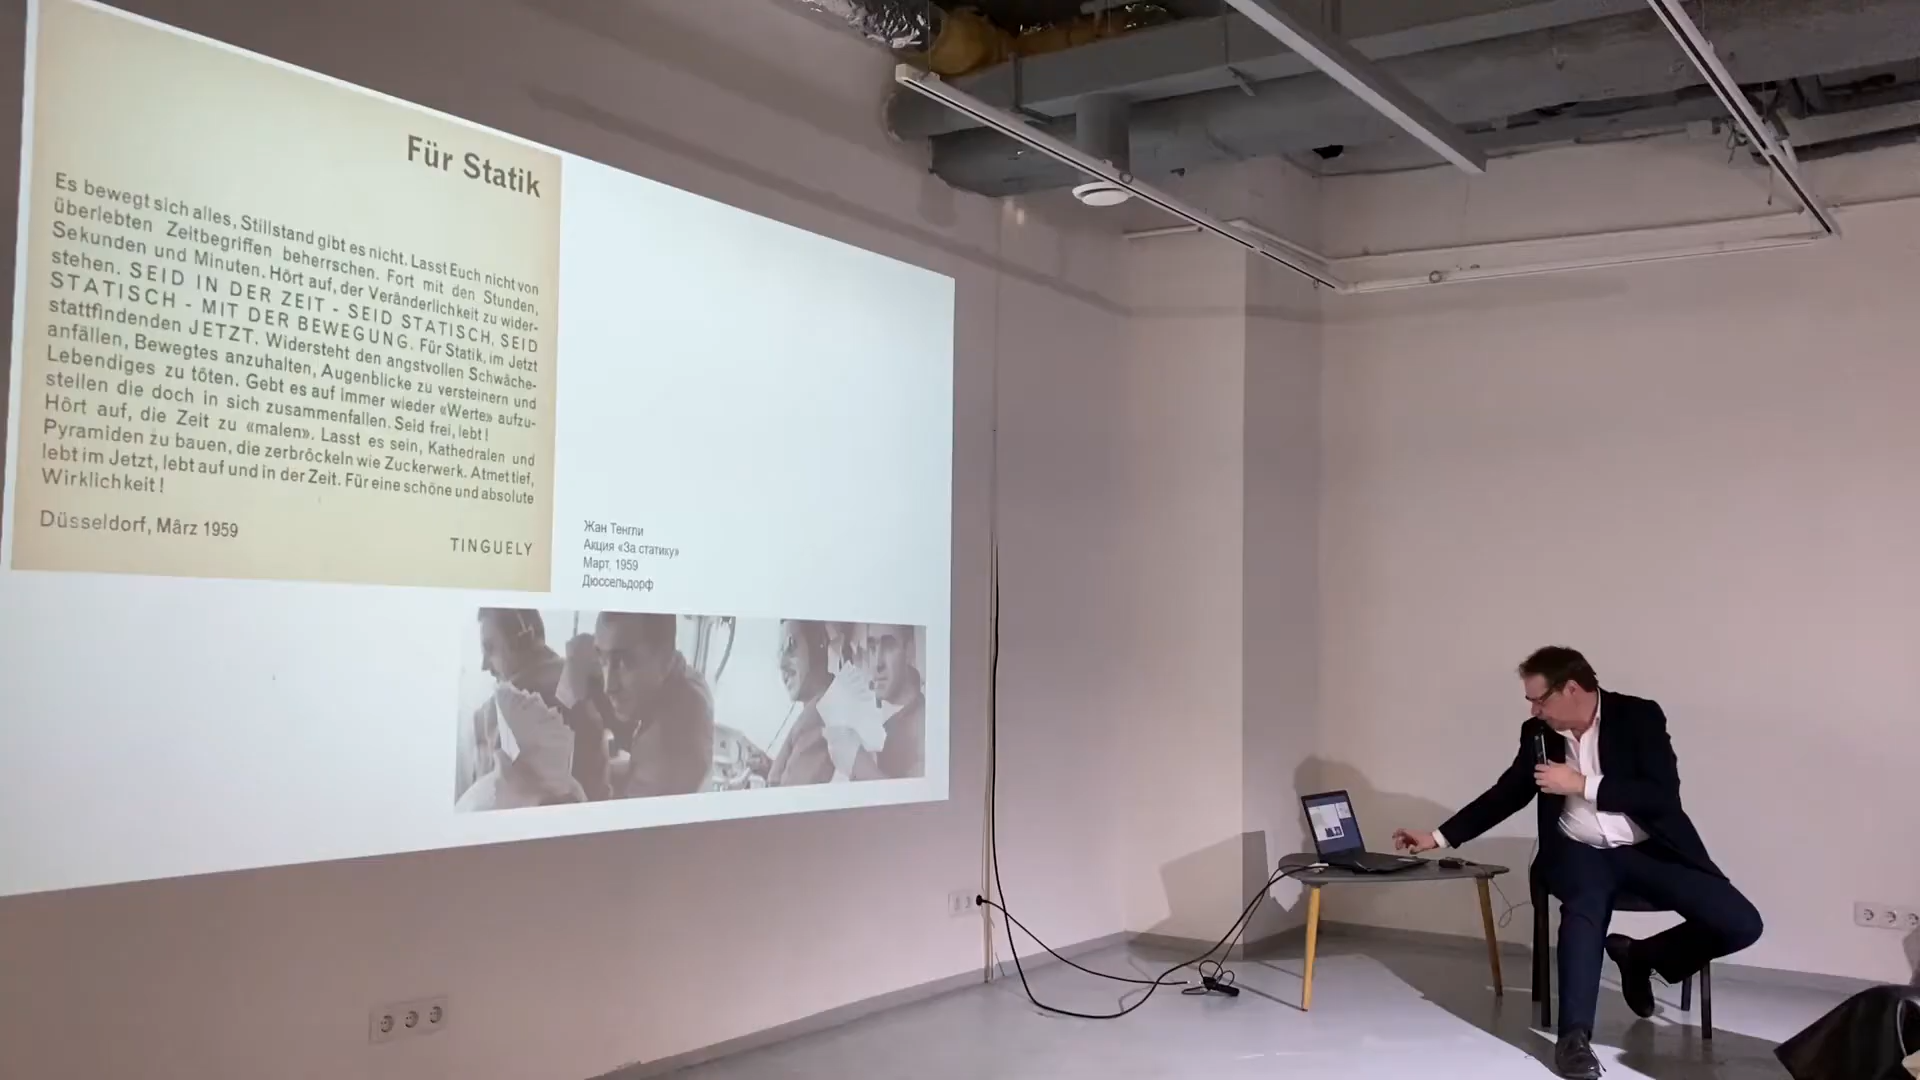 Für Statik
Es bewegt sich alles, Stillstand gibt es nicht. Lasst Euch nicht von
überlebten Zeitbegriffen beherrschen. Fort mit den Stunden,
Sekunden und Minuten. Hört auf, der Veränderlichkeit zu wider-
stehen. SEID IN DER ZEIT - SEID STATISCH, SEID
STATISCH - MIT DER BEWEGUNG. Für Statik, im Jetzt
stattfindenden JETZT. Widersteht den angstvollen Schwäche-
anfällen, Bewegtes anzuhalten, Augenblicke zu versteinern und
Lebendiges zu töten. Gebt es auf immer wieder «Werte» aufzu-
stellen die doch in sich zusammenfallen. Seid frei, lebt!
Hört auf, die Zeit zu «malen». Lasst es sein, Kathedralen und
Pyramiden zu bauen, die zerbröckeln wie Zuckerwerk. Atmet tief,
lebt im Jetzt, lebt auf und in der Zeit. Für eine schöne und absolute
Wirklichkeit!
Düsseldorf, März 1959
TINGUELY
Жан Тенгли
Акция «За статику»
Март, 1959
Дюссельдорф